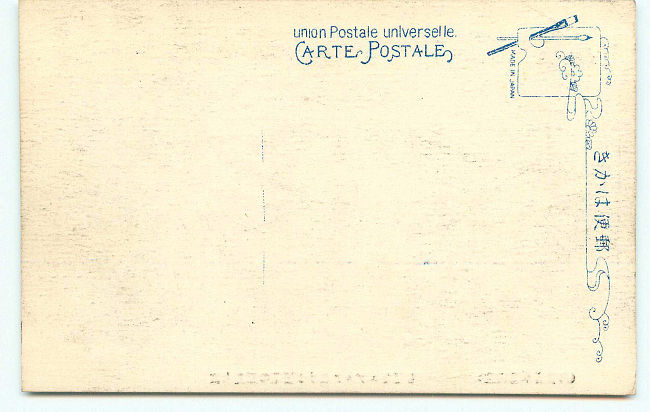 union Postale universelle.
CARTE POSTALE
MADE IN JAPAN
きかは便郵